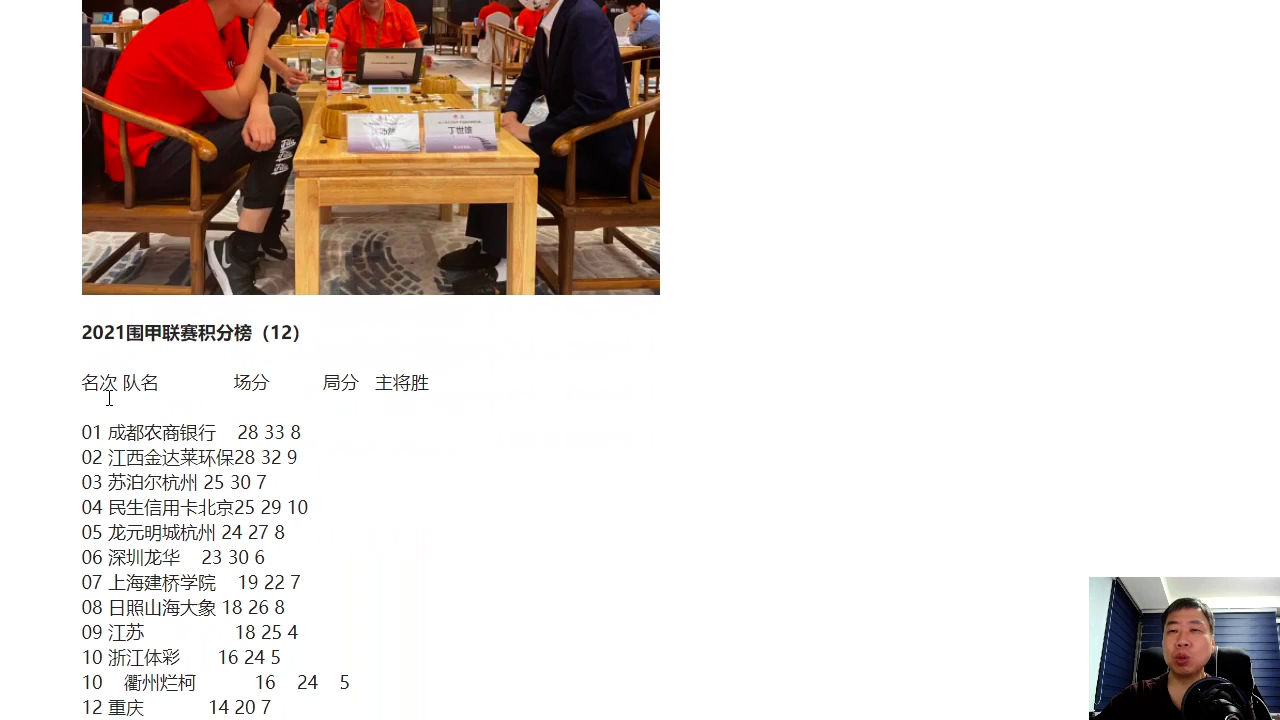 丁世雄
2021围甲联赛积分榜（12）
名次 队名 场分 局分 主将胜
01 成都农商银行 28 33 8
02 江西金达莱环保28 32 9
03 苏泊尔杭州 25 30 7
04 民生信用卡北京25 29 10
05 龙元明城杭州 24 27 8
06 深圳龙华 23 30 6
07 上海建桥学院 19 22 7
08 日照山海大象 18 26 8
09 江苏 18 25 4
10 浙江体彩 16 24 5
10 衢州烂柯 16 24 5
12 重庆 14 20 7